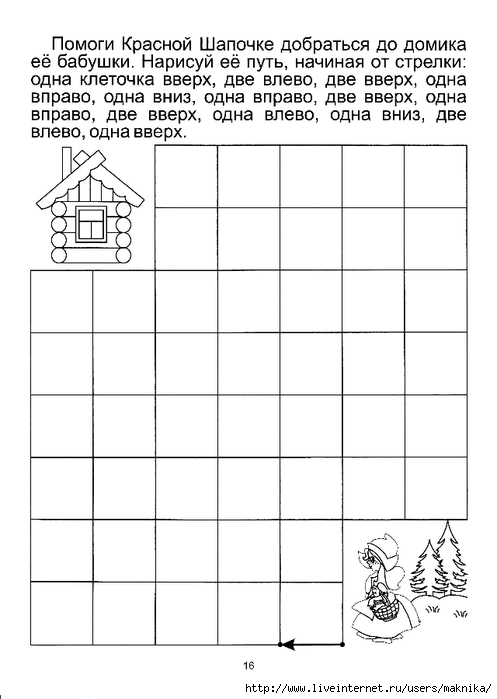 Помоги Красной Шапочке добраться до домика
её бабушки. Нарисуй её путь, начиная от стрелки:
одна клеточка вверх, две влево, две вверх, одна
вправо, одна вниз, одна вправо, две вверх, одна
вправо, две вверх, одна влево, одна вниз, две
влево, одна вверх.
16
http://www.liveinternet.ru/users/maknika/